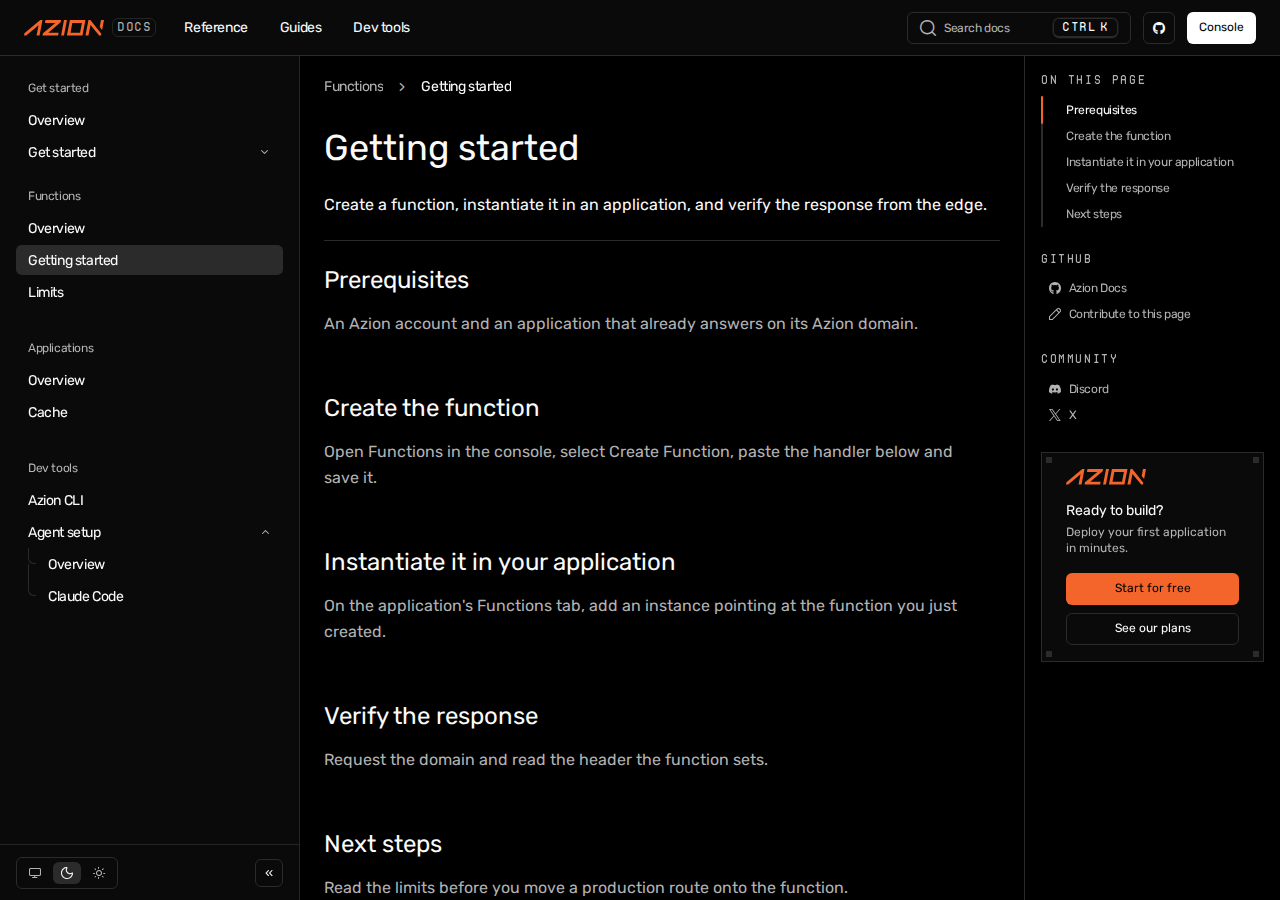 AZION DOCS
Reference
Guides
Dev tools
Search docs
CTRL K
Console
Get started
Overview
Get started
Functions
Overview
Getting started
Limits
Applications
Overview
Cache
Dev tools
Azion CLI
Agent setup
Overview
Claude Code
Functions > Getting started
Getting started
Create a function, instantiate it in an application, and verify the response from the edge.
Prerequisites
An Azion account and an application that already answers on its Azion domain.
Create the function
Open Functions in the console, select Create Function, paste the handler below and
save it.
Instantiate it in your application
On the application's Functions tab, add an instance pointing at the function you just
created.
Verify the response
Request the domain and read the header the function sets.
Next steps
Read the limits before you move a production route onto the function.
ON THIS PAGE
Prerequisites
Create the function
Instantiate it in your application
Verify the response
Next steps
GITHUB
Azion Docs
Contribute to this page
COMMUNITY
Discord
X
AZION
Ready to build?
Deploy your first application
in minutes.
Start for free
See our plans